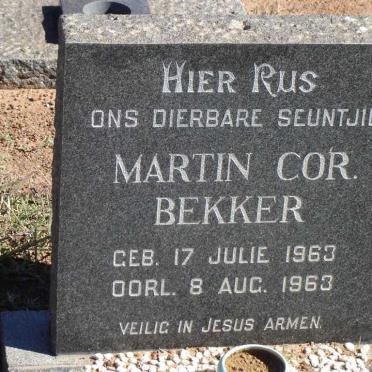 Hier Rus
ONS DIERBARE SEUNTJIE
MARTIN COR.
BEKKER
GEB. 17 JULIE 1963
OORL. 8 AUG. 1963
VEILIG IN JESUS ARMEN.